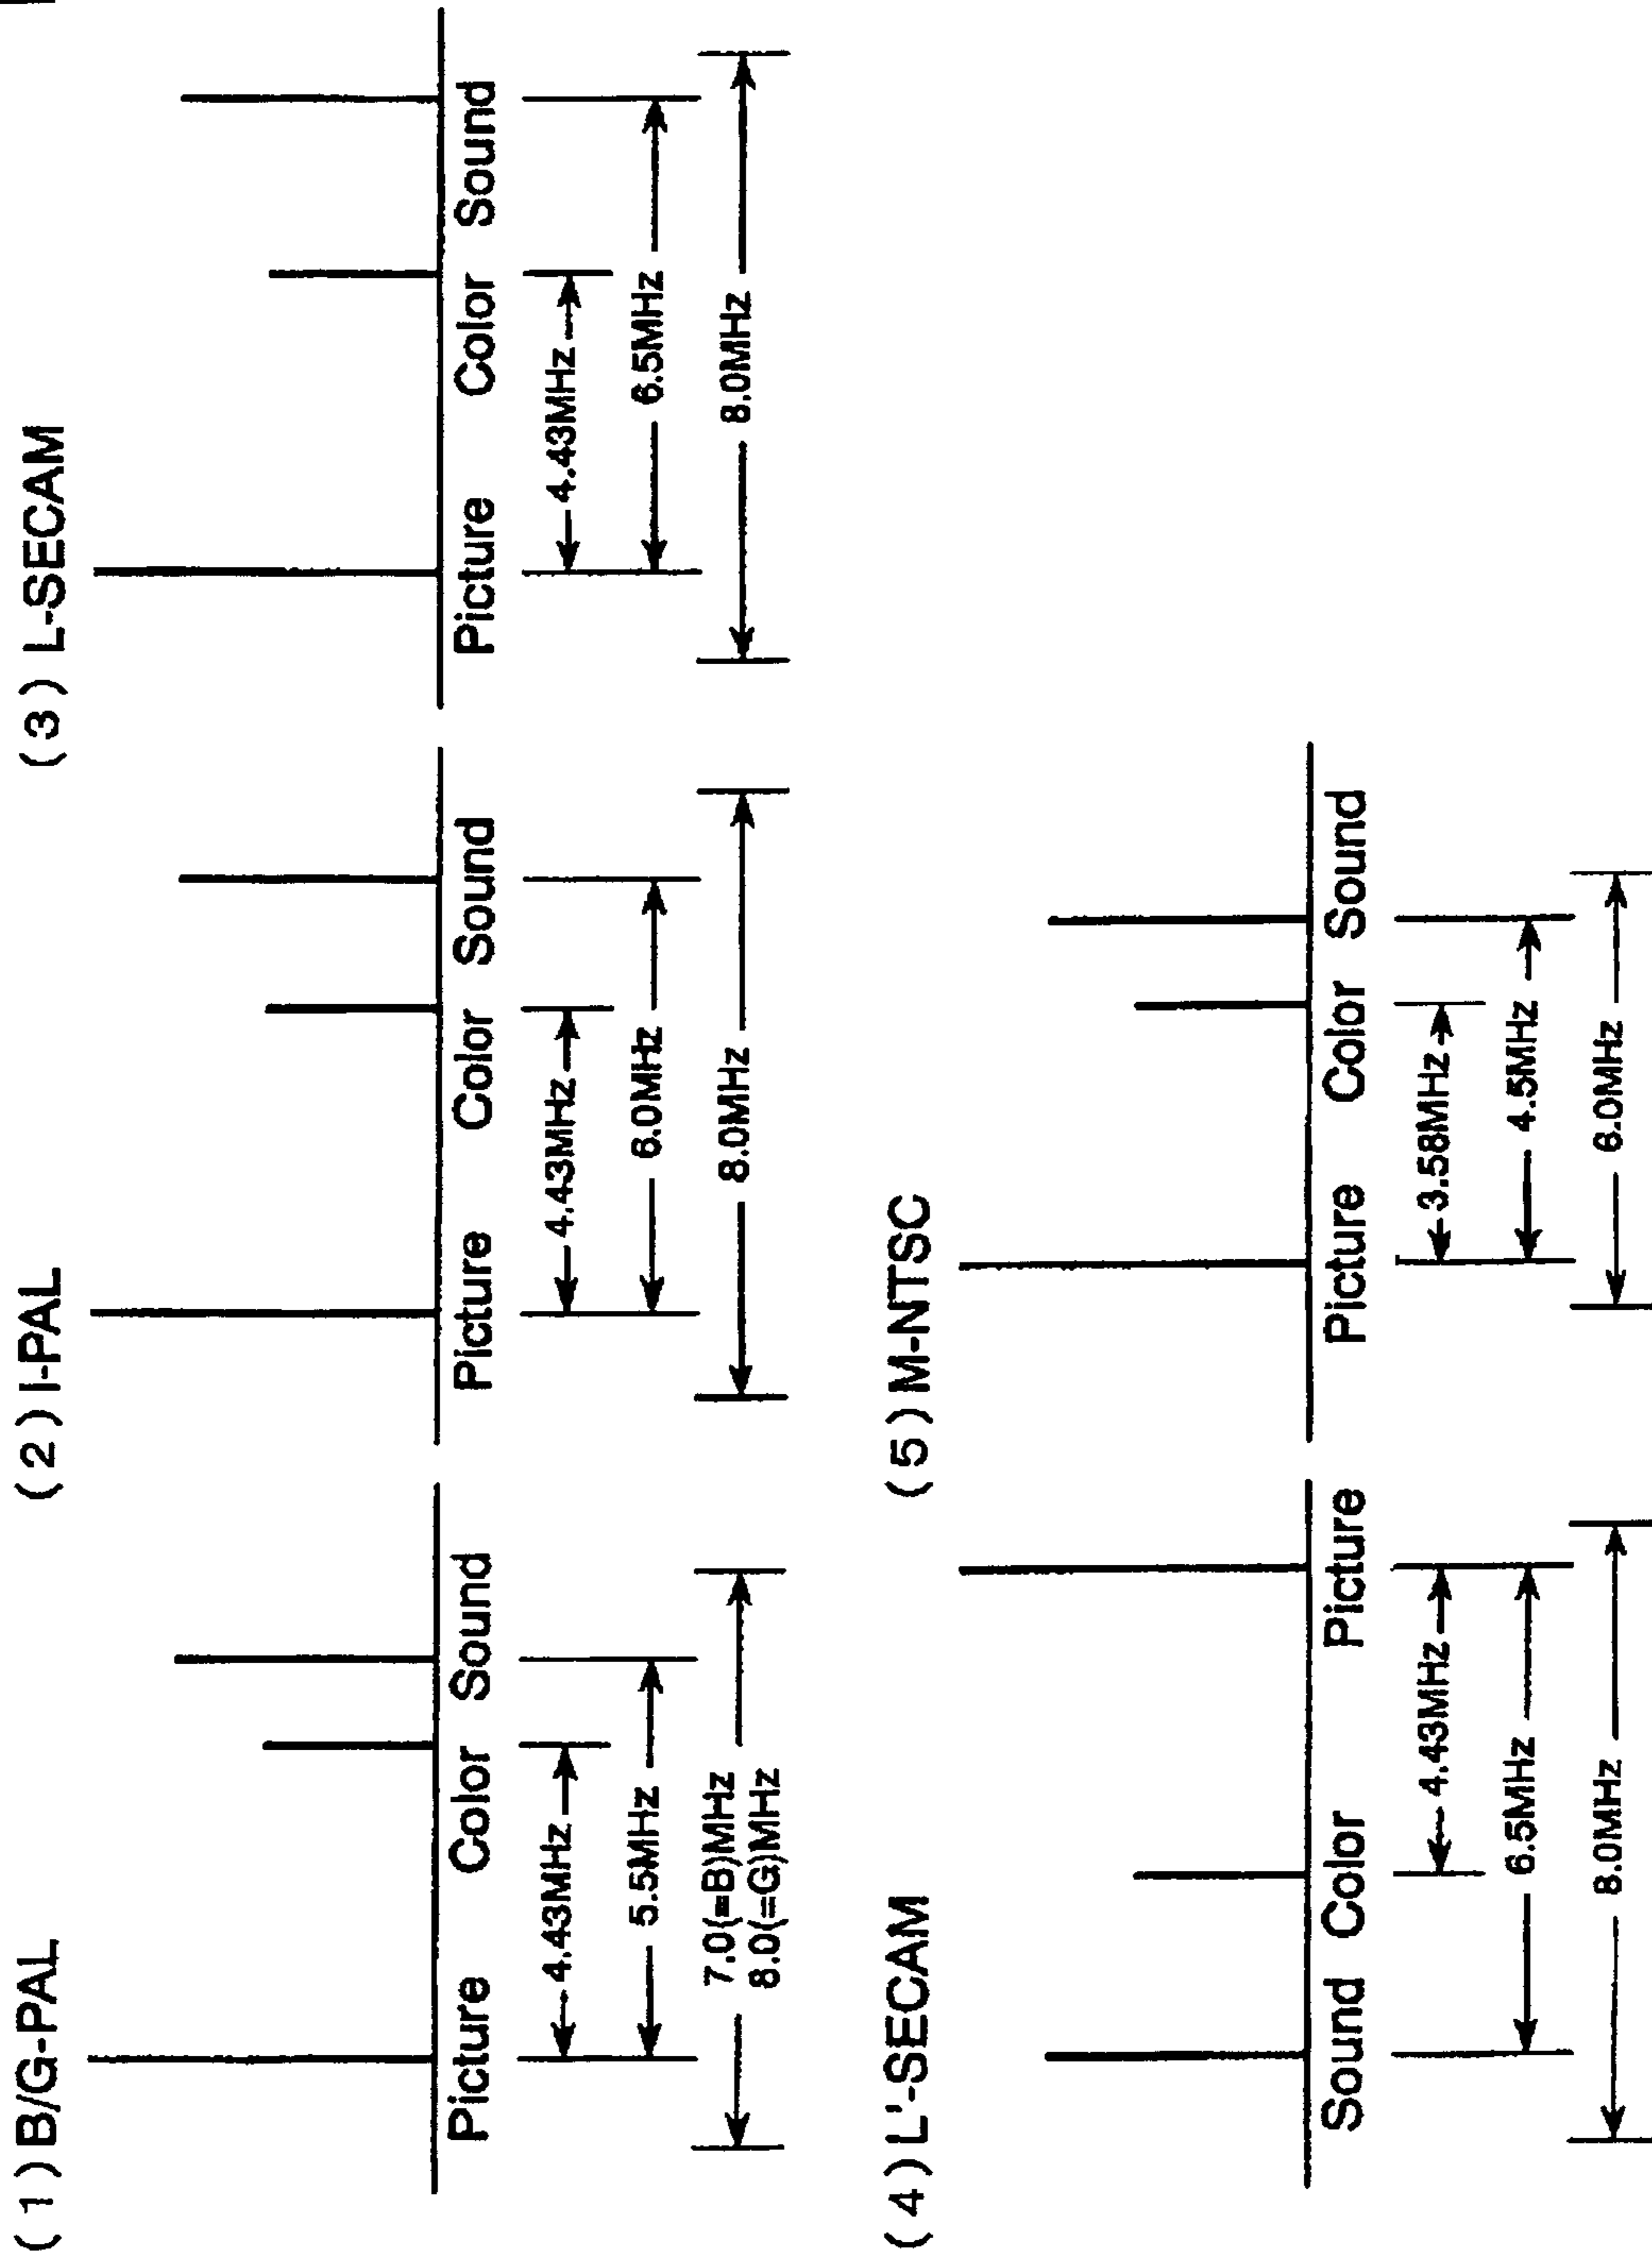 ( 1 ) B/G-PAL
Picture Color Sound
4.43MHz
5.5MHz
7.0(=B)MHz
8.0(=G)MHz
( 2 ) I-PAL
Picture Color Sound
4.43MHz
6.0MHz
8.0MHz
( 3 ) L-SECAM
Picture Color Sound
4.43MHz
6.5MHz
8.0MHz
( 4 ) L'-SECAM
Sound Color Picture
4.43MHz
6.5MHz
8.0MHz
( 5 ) M-NTSC
Picture Color Sound
3.58MHz
4.5MHz
6.0MHz